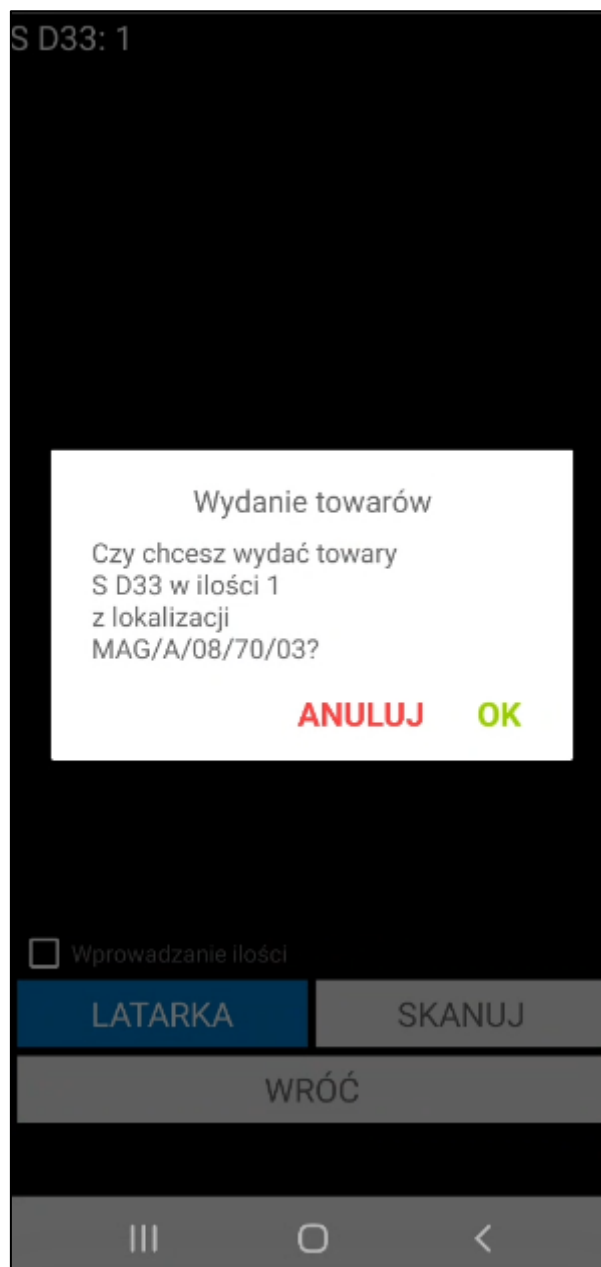 S D33: 1
Wydanie towarów
Czy chcesz wydać towary
S D33 w ilości 1
z lokalizacji
MAG/A/08/70/03?
ANULUJ OK
Wprowadzanie ilości
LATARKA SKANUJ
WRÓĆ